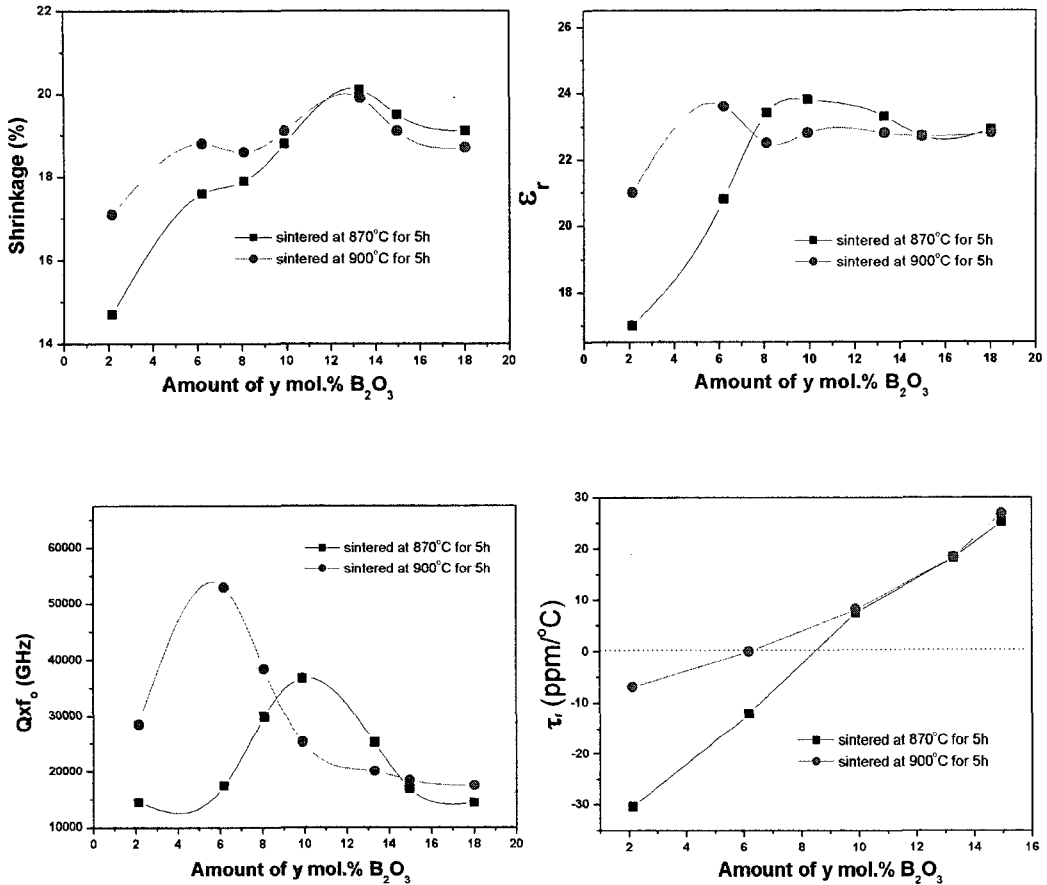 22
20
18
16
14
Shrinkage (%)
sintered at 870°C for 5h
sintered at 900°C for 5h
0 2 4 6 8 10 12 14 16 18 20
Amount of y mol.% B₂O₃
26
24
22
20
18
εᵣ
sintered at 870°C for 5h
sintered at 900°C for 5h
0 2 4 6 8 10 12 14 16 18 20
Amount of y mol.% B₂O₃
60000
50000
40000
30000
20000
10000
Qxfₒ (GHz)
sintered at 870°C for 5h
sintered at 900°C for 5h
0 2 4 6 8 10 12 14 16 18 20
Amount of y mol.% B₂O₃
30
20
10
0
-10
-20
-30
τf (ppm/°C)
sintered at 870°C for 5h
sintered at 900°C for 5h
2 4 6 8 10 12 14 16
Amount of y mol.% B₂O₃